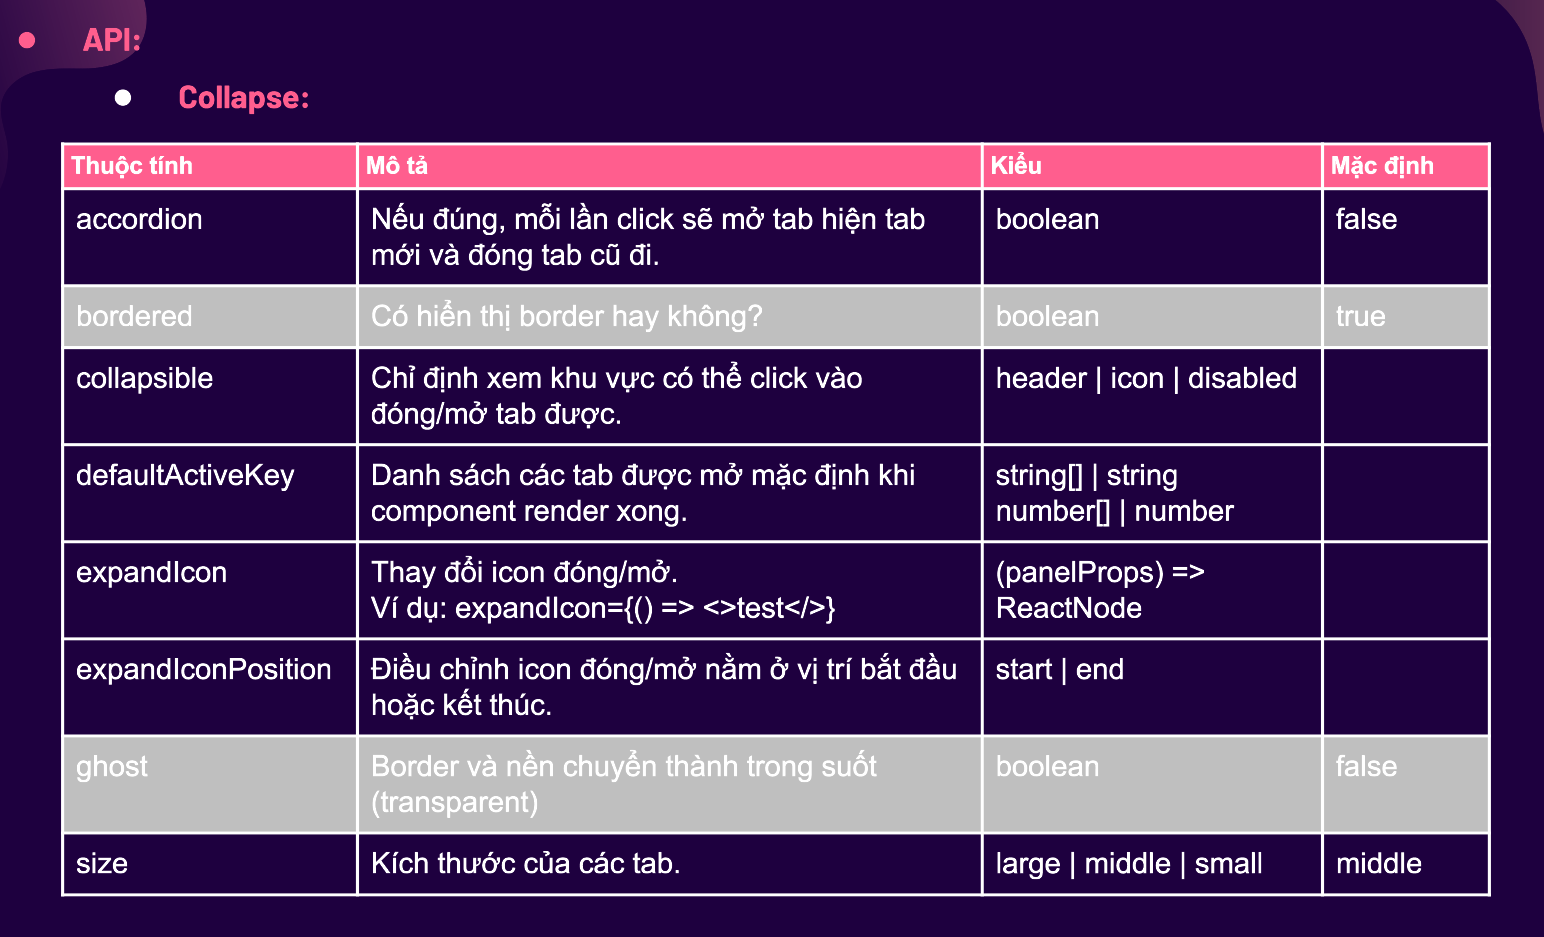 API:
Collapse:
Thuộc tính Mô tả Kiểu Mặc định
accordion Nếu đúng, mỗi lần click sẽ mở tab hiện tab boolean false
mới và đóng tab cũ đi.
bordered Có hiển thị border hay không? boolean true
collapsible Chỉ định xem khu vực có thể click vào header | icon | disabled
đóng/mở tab được.
defaultActiveKey Danh sách các tab được mở mặc định khi string[] | string
component render xong. number[] | number
expandIcon Thay đổi icon đóng/mở. (panelProps) =>
Ví dụ: expandIcon={() => <>test</>} ReactNode
expandIconPosition Điều chỉnh icon đóng/mở nằm ở vị trí bắt đầu start | end
hoặc kết thúc.
ghost Border và nền chuyển thành trong suốt boolean false
(transparent)
size Kích thước của các tab. large | middle | small middle